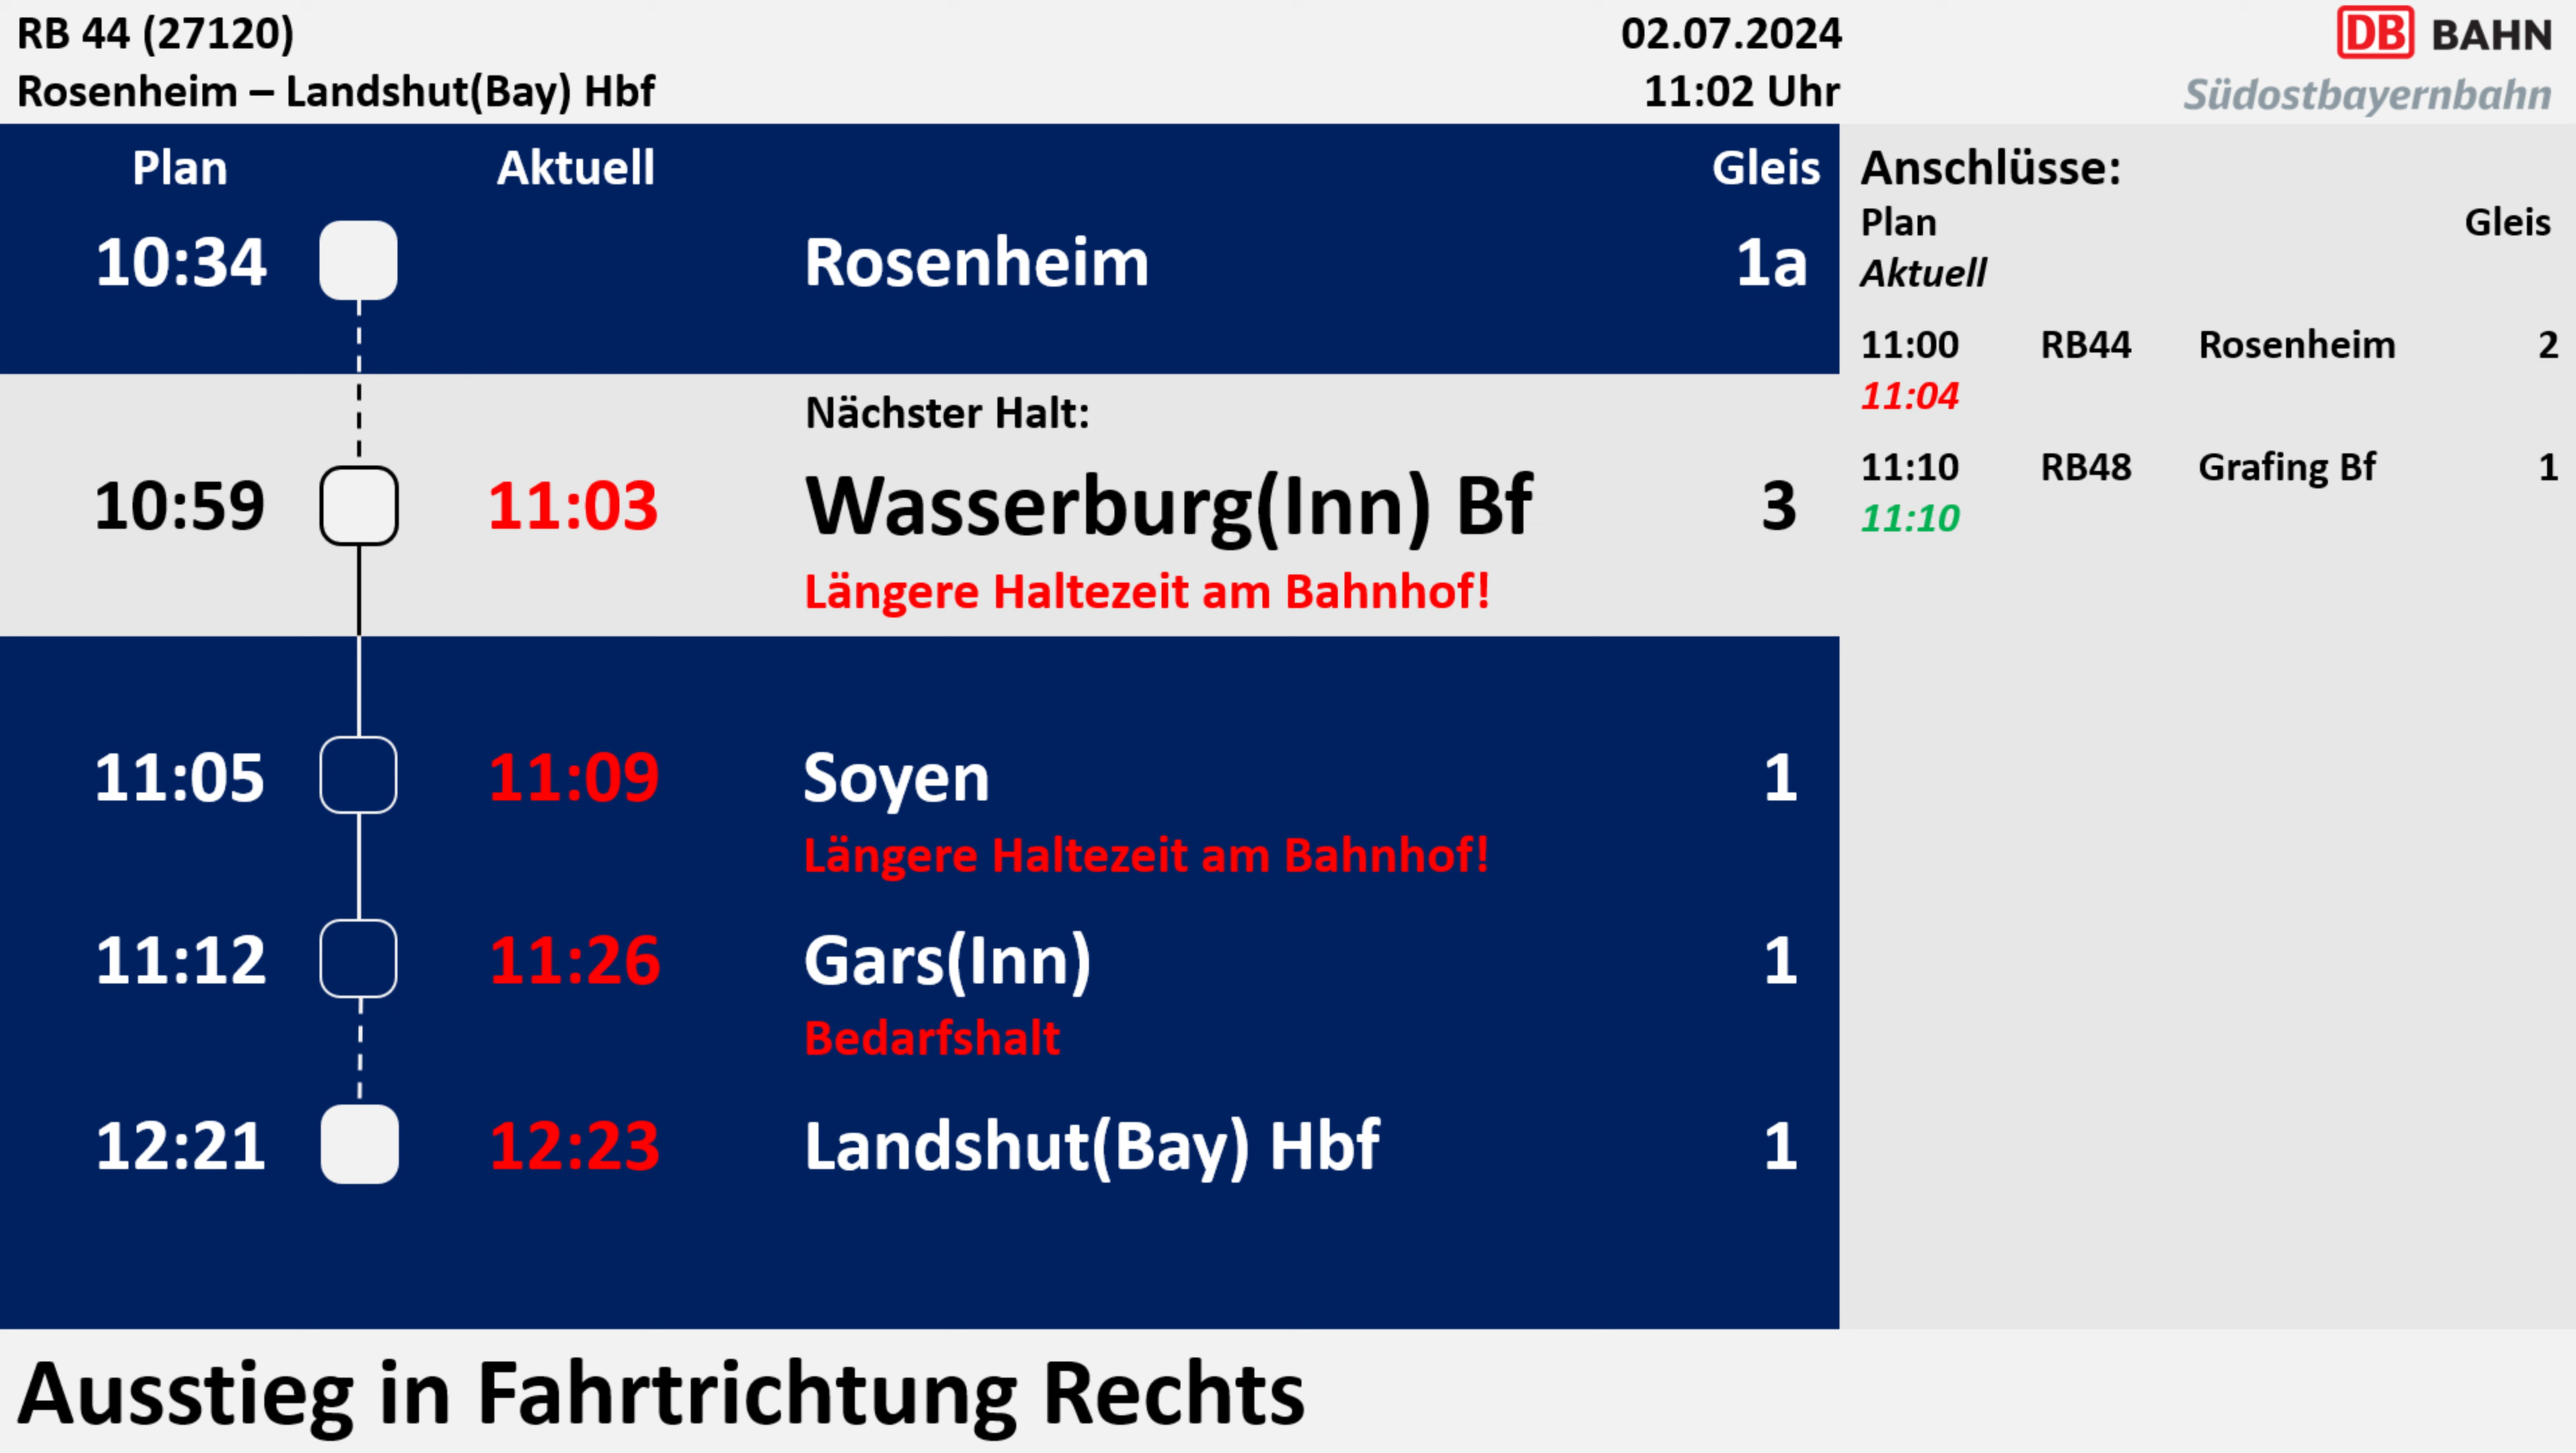 RB 44 (27120)
Rosenheim – Landshut(Bay) Hbf
02.07.2024
11:02 Uhr
DB BAHN
Südostbayernbahn
Plan Aktuell Gleis
10:34 Rosenheim 1a
Nächster Halt:
10:59 11:03 Wasserburg(Inn) Bf 3
Längere Haltezeit am Bahnhof!
11:05 11:09 Soyen 1
Längere Haltezeit am Bahnhof!
11:12 11:26 Gars(Inn) 1
Bedarfshalt
12:21 12:23 Landshut(Bay) Hbf 1
Anschlüsse:
Plan Gleis
Aktuell
11:00 RB44 Rosenheim 2
11:04
11:10 RB48 Grafing Bf 1
11:10
Ausstieg in Fahrtrichtung Rechts